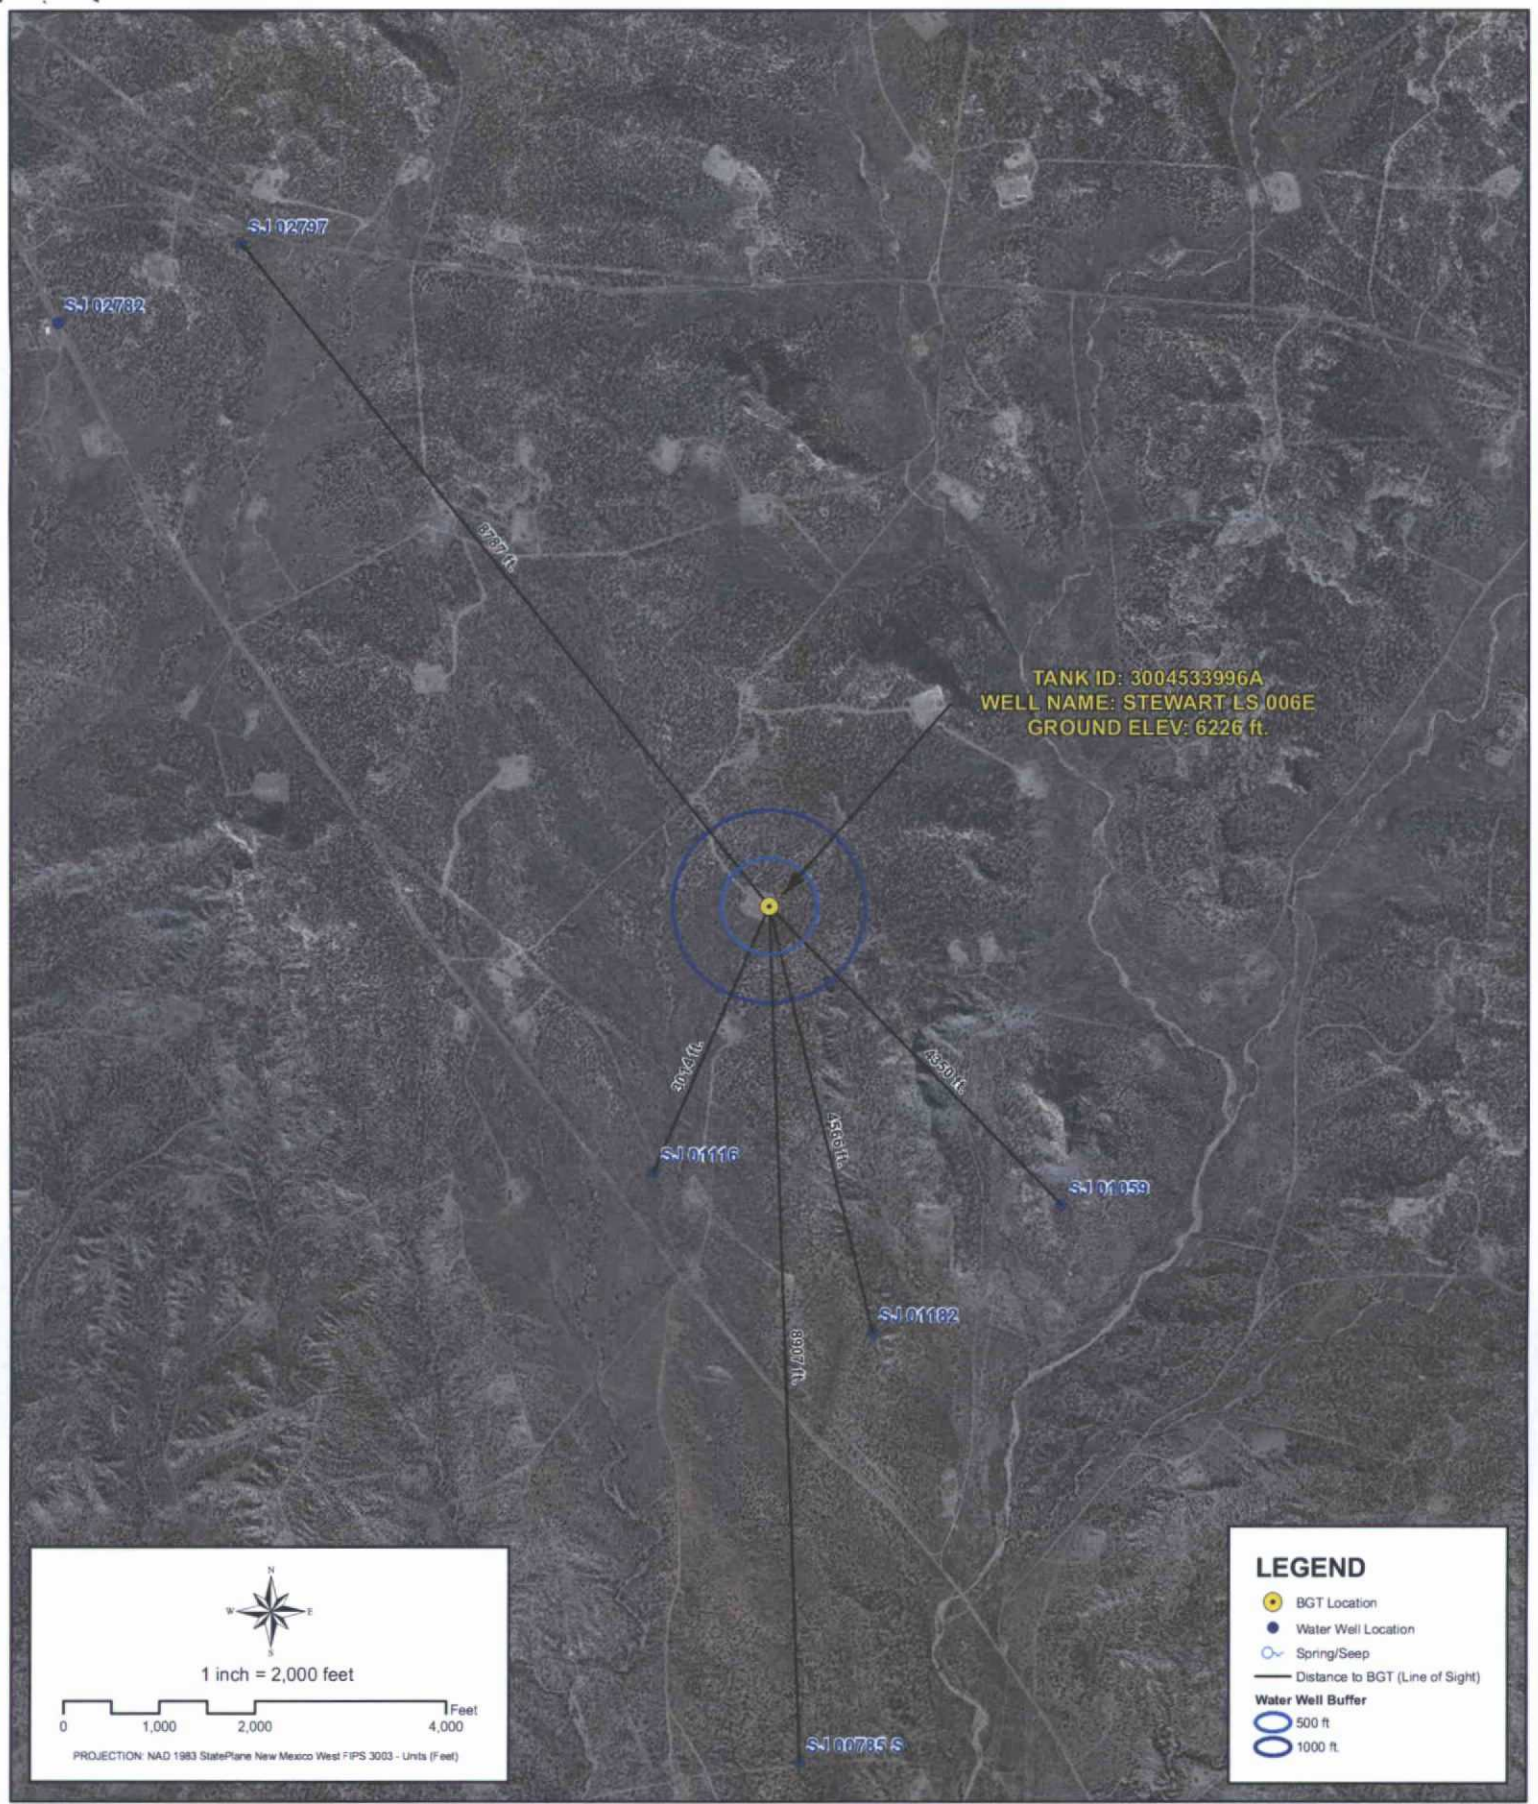 SJ 02797
SJ 02782
8787 ft.
TANK ID: 3004533996A
WELL NAME: STEWART LS 006E
GROUND ELEV: 6226 ft.
3014 ft.
4350 ft.
4566 ft.
SJ 01116
SJ 01059
SJ 01182
8907 ft.
SJ 00785 S
N
W E
S
1 inch = 2,000 feet
Feet
0 1,000 2,000 4,000
PROJECTION: NAD 1983 StatePlane New Mexico West FIPS 3003 - Units (Feet)
LEGEND
BGT Location
Water Well Location
Spring/Seep
Distance to BGT (Line of Sight)
Water Well Buffer
500 ft
1000 ft.